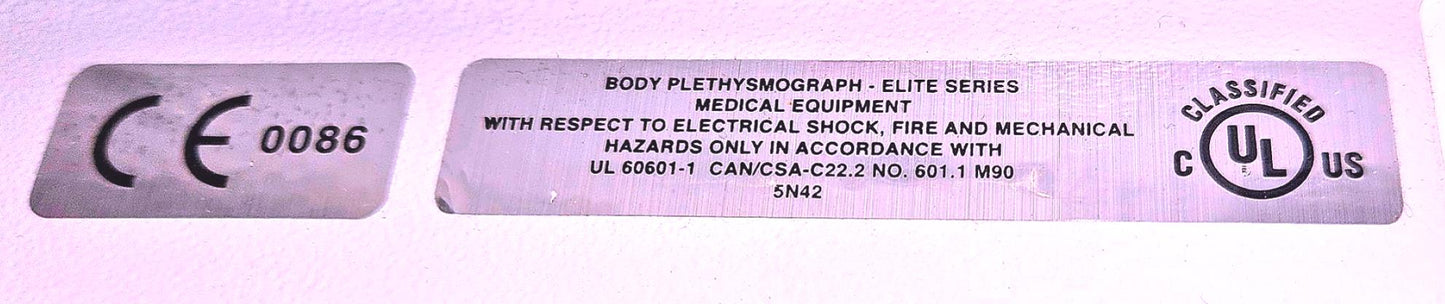 CE 0086
BODY PLETHYSMOGRAPH - ELITE SERIES
MEDICAL EQUIPMENT
WITH RESPECT TO ELECTRICAL SHOCK, FIRE AND MECHANICAL
HAZARDS ONLY IN ACCORDANCE WITH
UL 60601-1 CAN/CSA-C22.2 NO. 601.1 M90
5N42
CLASSIFIED
C UL US